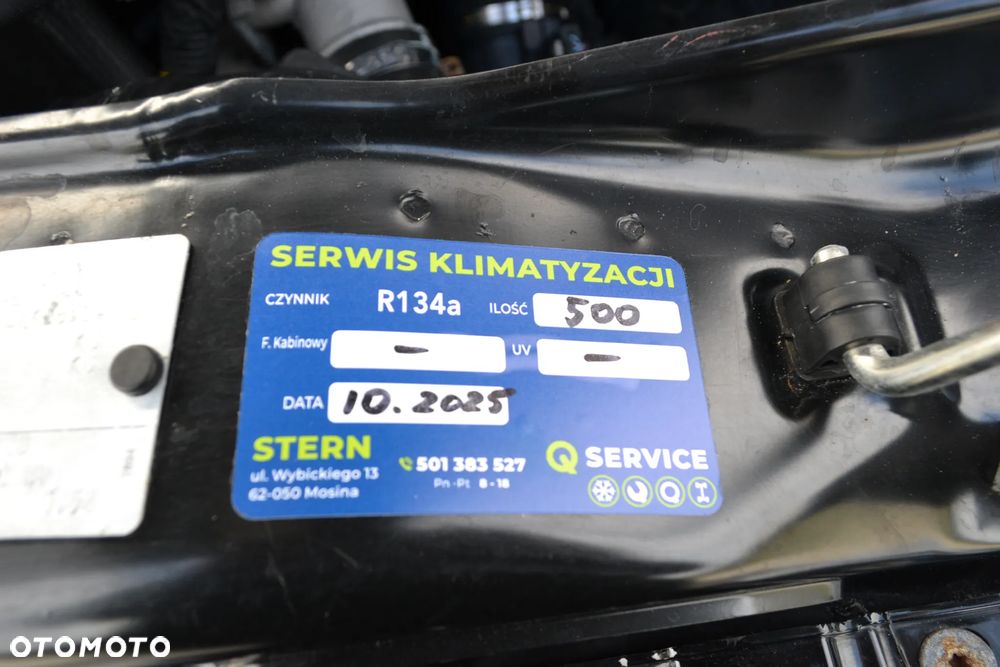 SERWIS KLIMATYZACJI
CZYNNIK R134a ILOŚĆ 500
F. Kabinowy - UV -
DATA 10.2025
STERN
ul. Wybickiego 13
62-050 Mosina
501 383 527
Pn-Pt 8-18
Q SERVICE
OTOMOTO